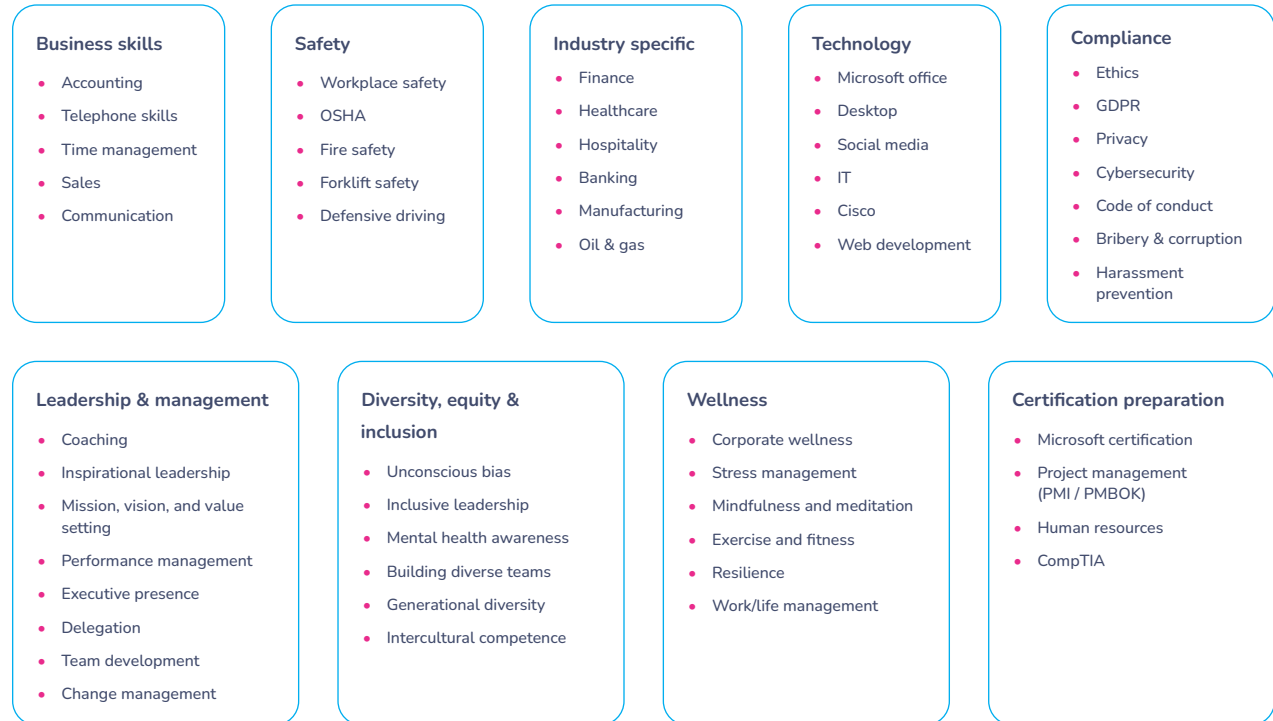 Business skills
Accounting
Telephone skills
Time management
Sales
Communication
Safety
Workplace safety
OSHA
Fire safety
Forklift safety
Defensive driving
Industry specific
Finance
Healthcare
Hospitality
Banking
Manufacturing
Oil & gas
Technology
Microsoft office
Desktop
Social media
IT
Cisco
Web development
Compliance
Ethics
GDPR
Privacy
Cybersecurity
Code of conduct
Bribery & corruption
Harassment
prevention
Leadership & management
Coaching
Inspirational leadership
Mission, vision, and value
setting
Performance management
Executive presence
Delegation
Team development
Change management
Diversity, equity &
inclusion
Unconscious bias
Inclusive leadership
Mental health awareness
Building diverse teams
Generational diversity
Intercultural competence
Wellness
Corporate wellness
Stress management
Mindfulness and meditation
Exercise and fitness
Resilience
Work/life management
Certification preparation
Microsoft certification
Project management
(PMI / PMBOK)
Human resources
CompTIA